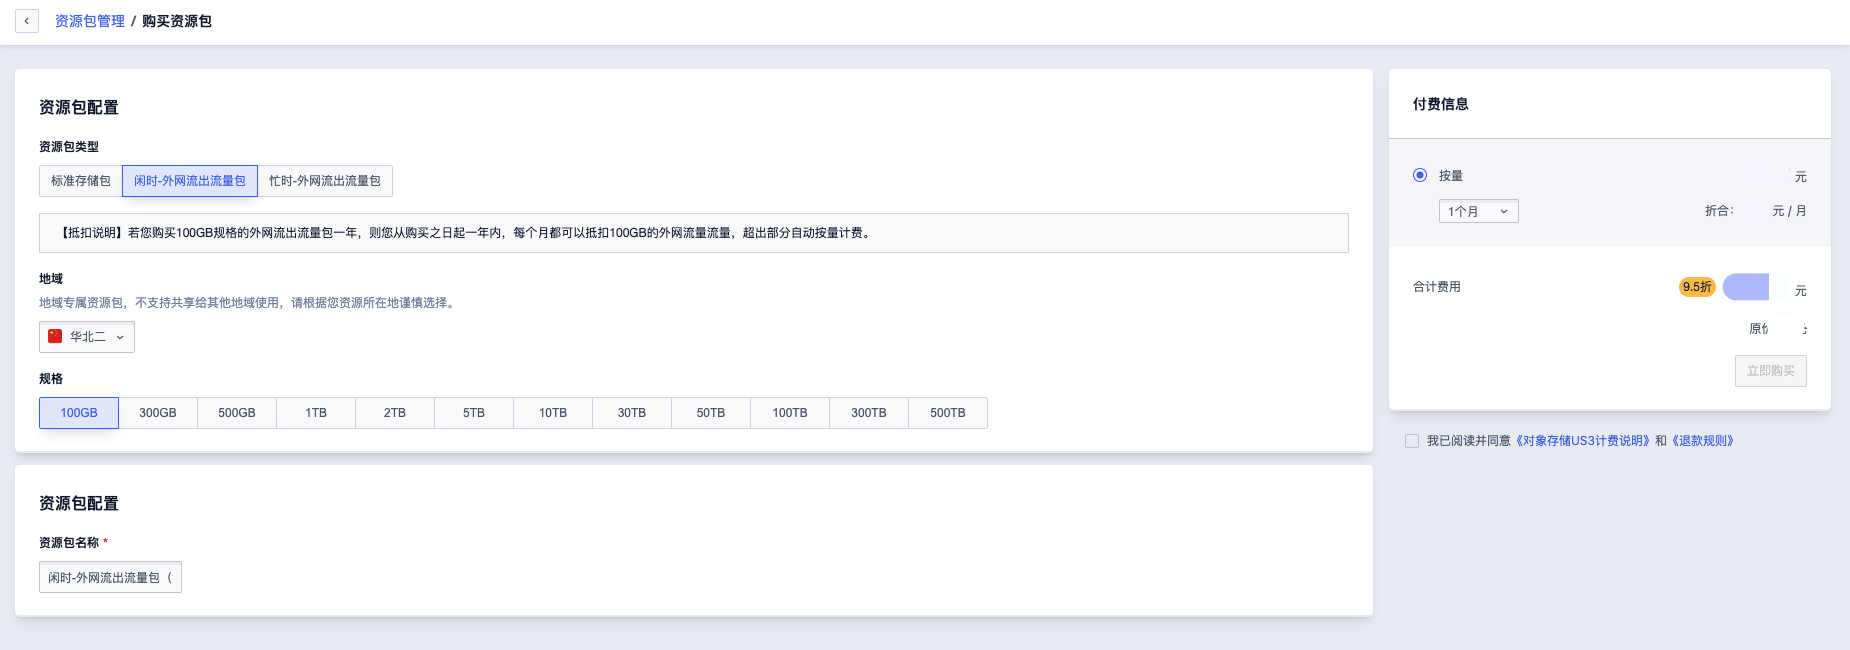 资源包管理 / 购买资源包
资源包配置
资源包类型
标准存储包 闲时-外网流出流量包 忙时-外网流出流量包
【抵扣说明】若您购买100GB规格的外网流出流量包一年，则您从购买之日起一年内，每个月都可以抵扣100GB的外网流量流量，超出部分自动按量计费。
地域
地域专属资源包，不支持共享给其他地域使用，请根据您资源所在地谨慎选择。
华北二
规格
100GB 300GB 500GB 1TB 2TB 5TB 10TB 30TB 50TB 100TB 300TB 500TB
资源包配置
资源包名称 *
闲时-外网流出流量包（
付费信息
按量 元
1个月 折合： 元 / 月
合计费用 9.5折 元
原
立即购买
我已阅读并同意《对象存储US3计费说明》和《退款规则》